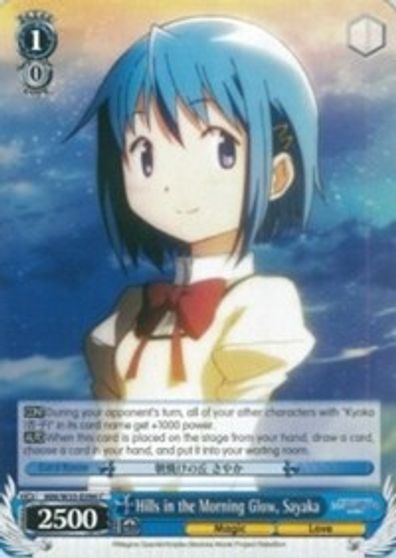 1
0
[CONT] During your opponent's turn, all of your other characters with "Kyoko
(杏子)" in its card name get +1000 power.
[AUTO] When this card is placed on the stage from your hand, draw a card,
choose a card in your hand, and put it into your waiting room.
朝焼けの丘 さやか
2500
Hills in the Morning Glow, Sayaka
Magic
Love